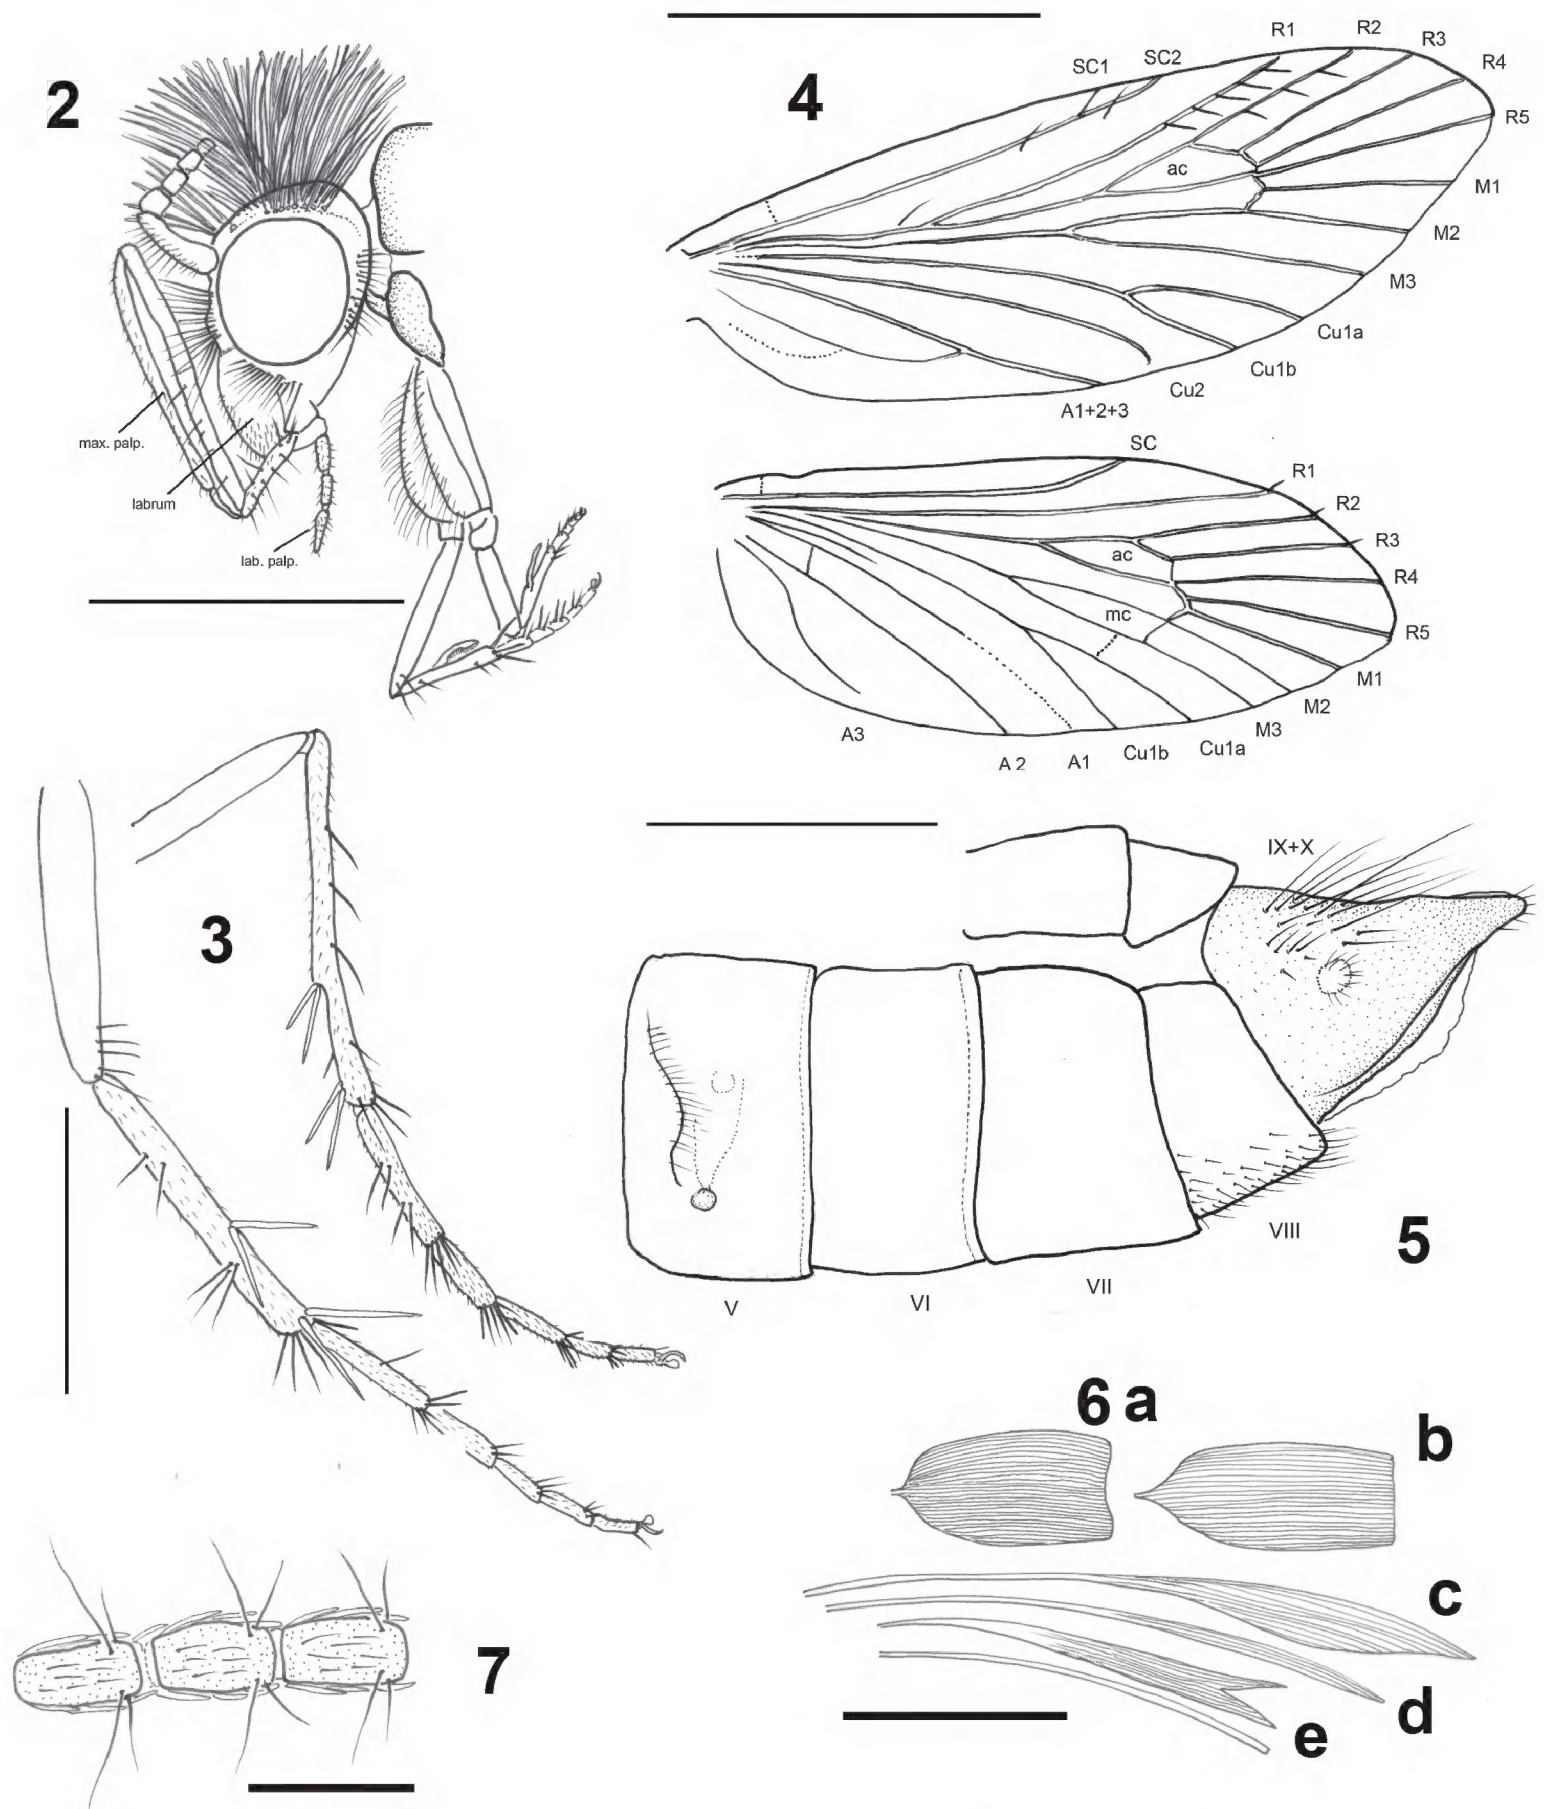 2
max. palp.
labrum
lab. palp.
4
SC1
SC2
R1
R2
R3
R4
R5
ac
M1
M2
M3
Cu1a
Cu1b
Cu2
A1+2+3
SC
R1
R2
R3
R4
R5
ac
mc
M1
M2
M3
Cu1a
Cu1b
A1
A 2
A3
3
5
IX+X
V
VI
VII
VIII
6 a
b
c
d
e
7